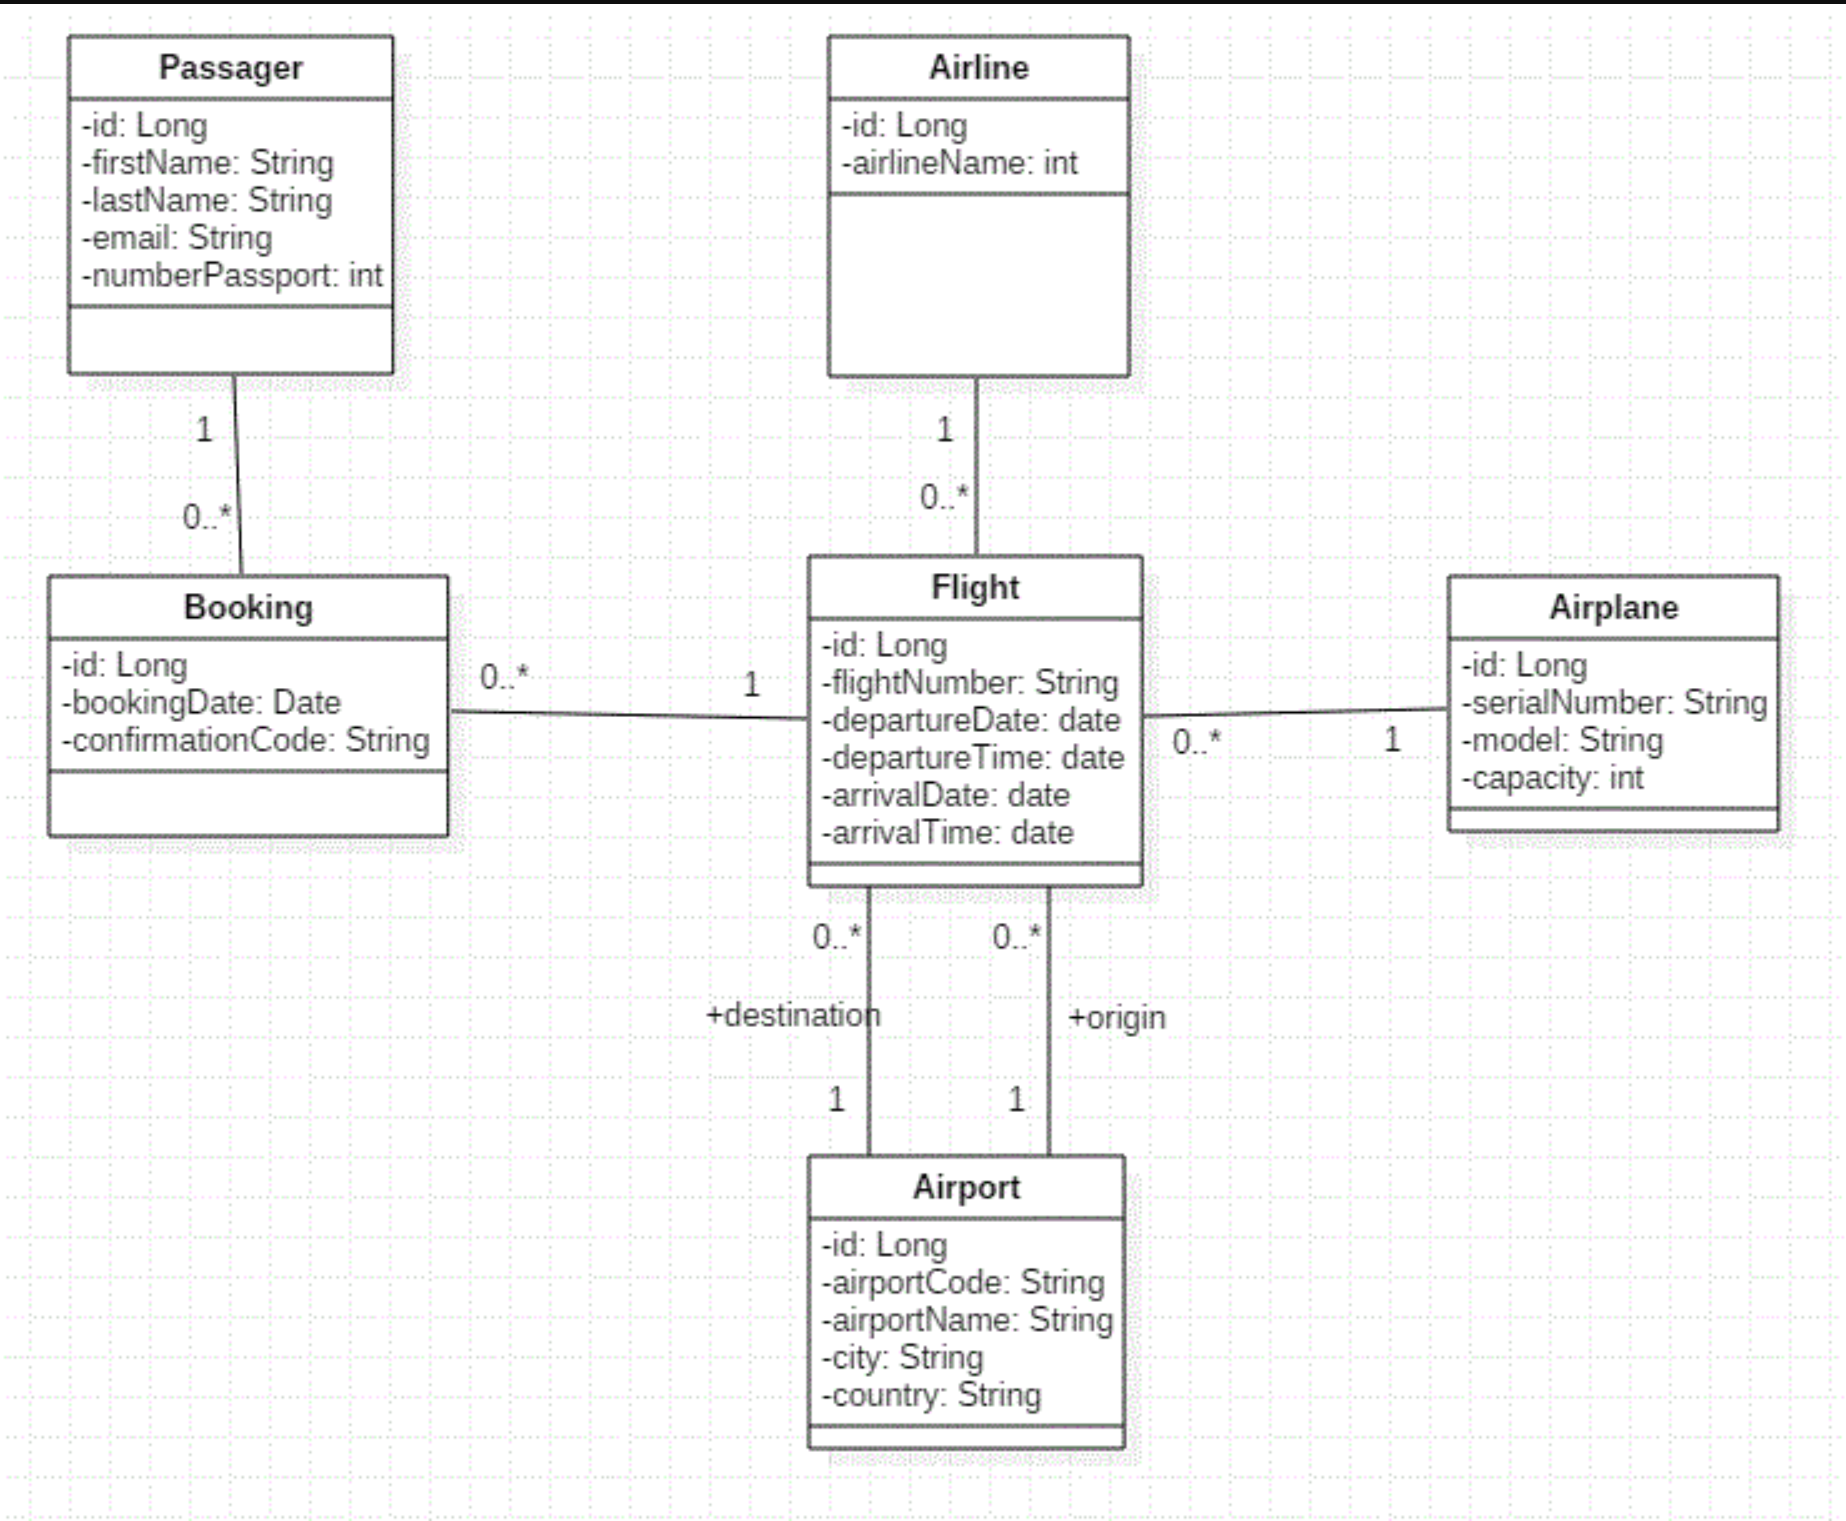 Passager
-id: Long
-firstName: String
-lastName: String
-email: String
-numberPassport: int
Airline
-id: Long
-airlineName: int
1
0..*
1
0..*
Booking
-id: Long
-bookingDate: Date
-confirmationCode: String
0..*
1
Flight
-id: Long
-flightNumber: String
-departureDate: date
-departureTime: date
-arrivalDate: date
-arrivalTime: date
0..*
1
Airplane
-id: Long
-serialNumber: String
-model: String
-capacity: int
0..*
0..*
+destination
+origin
1
1
Airport
-id: Long
-airportCode: String
-airportName: String
-city: String
-country: String